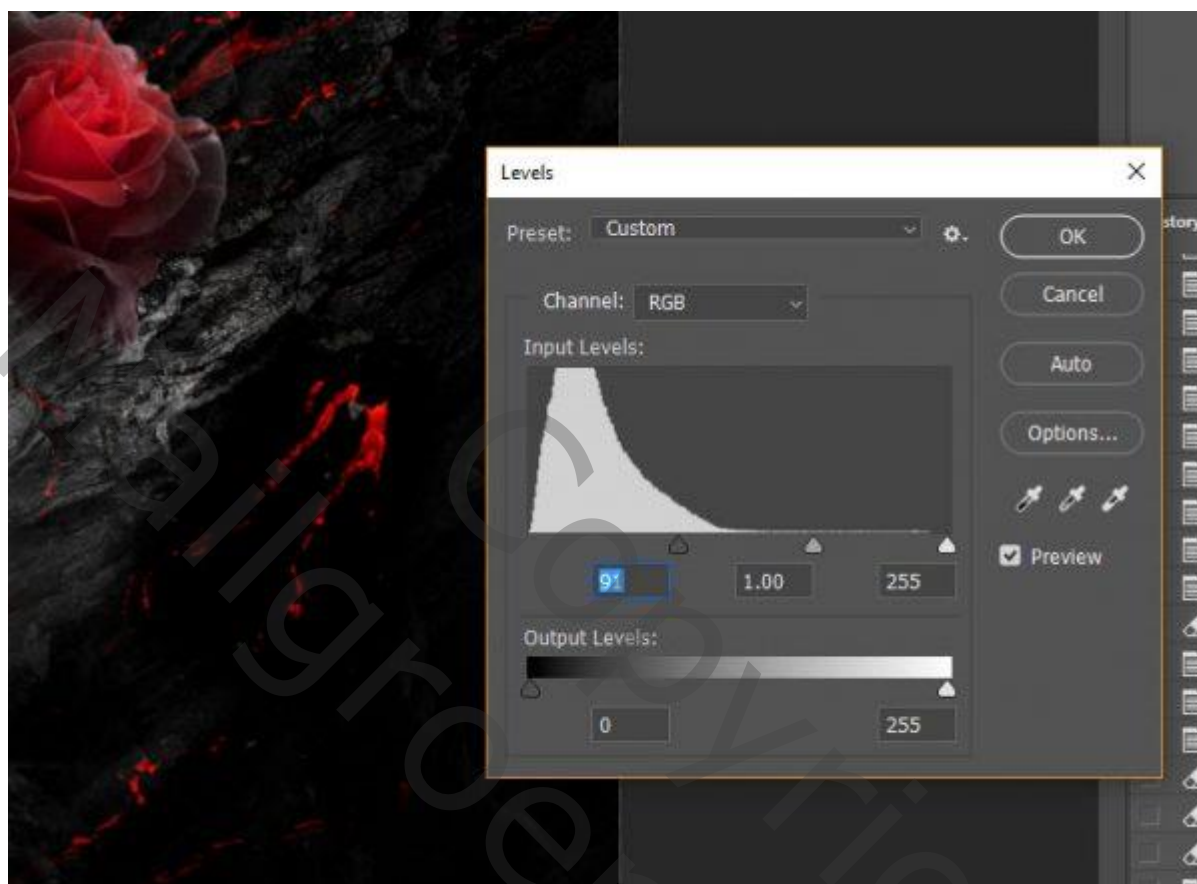 Levels
Preset: Custom
OK
story
Channel: RGB
Cancel
Input Levels:
Auto
Options...
Preview
91 1.00 255
Output Levels:
0 255